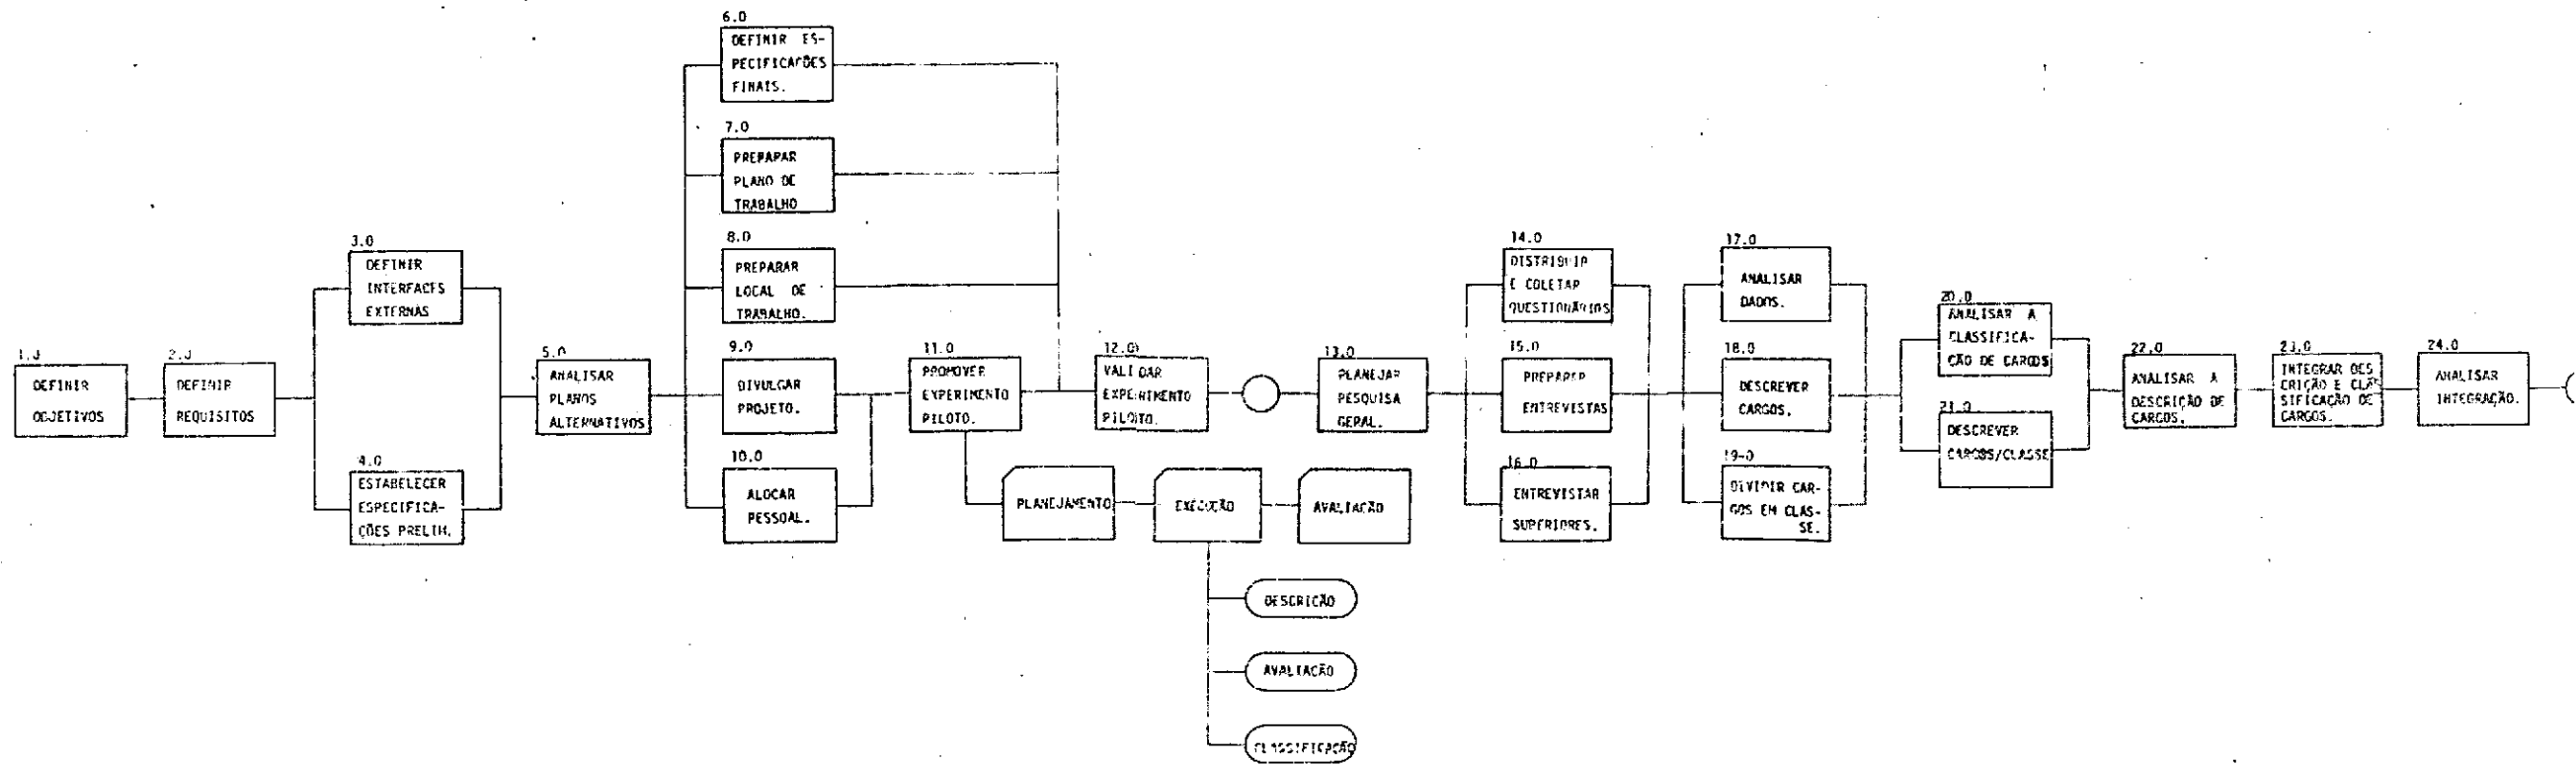 1.0
DEFINIR
OBJETIVOS
2.0
DEFINIR
REQUISITOS
3.0
DEFINIR
INTERFACES
EXTERNAS
4.0
ESTABELECER
ESPECIFICA-
ÇÕES PRELIM.
5.0
ANALISAR
PLANOS
ALTERNATIVOS
6.0
DEFINIR ES-
PECIFICAÇÕES
FINAIS.
7.0
PREPARAR
PLANO DE
TRABALHO
8.0
PREPARAR
LOCAL DE
TRABALHO.
9.0
DIVULGAR
PROJETO.
10.0
ALOCAR
PESSOAL.
11.0
PROMOVER
EXPERIMENTO
PILOTO.
PLANEJAMENTO
EXECUÇÃO
AVALIAÇÃO
DESCRIÇÃO
AVALIAÇÃO
CLASSIFICAÇÃO
12.0
VALIDAR
EXPERIMENTO
PILOTO.
13.0
PLANEJAR
PESQUISA
GERAL.
14.0
DISTRIBUIR
E COLETAR
QUESTIONÁRIOS
15.0
PREPARAR
ENTREVISTAS
16.0
ENTREVISTAR
SUPERIORES.
17.0
ANALISAR
DADOS.
18.0
DESCREVER
CARGOS.
19.0
DIVIDIR CAR-
GOS EM CLAS-
SE.
20.0
ANALISAR A
CLASSIFICA-
ÇÃO DE CARGOS
21.0
DESCREVER
CARGOS/CLASSE
22.0
ANALISAR A
DESCRIÇÃO DE
CARGOS.
23.0
INTEGRAR DES
CRIÇÃO E CLAS
SIFICAÇÃO DE
CARGOS.
24.0
ANALISAR
INTEGRAÇÃO.